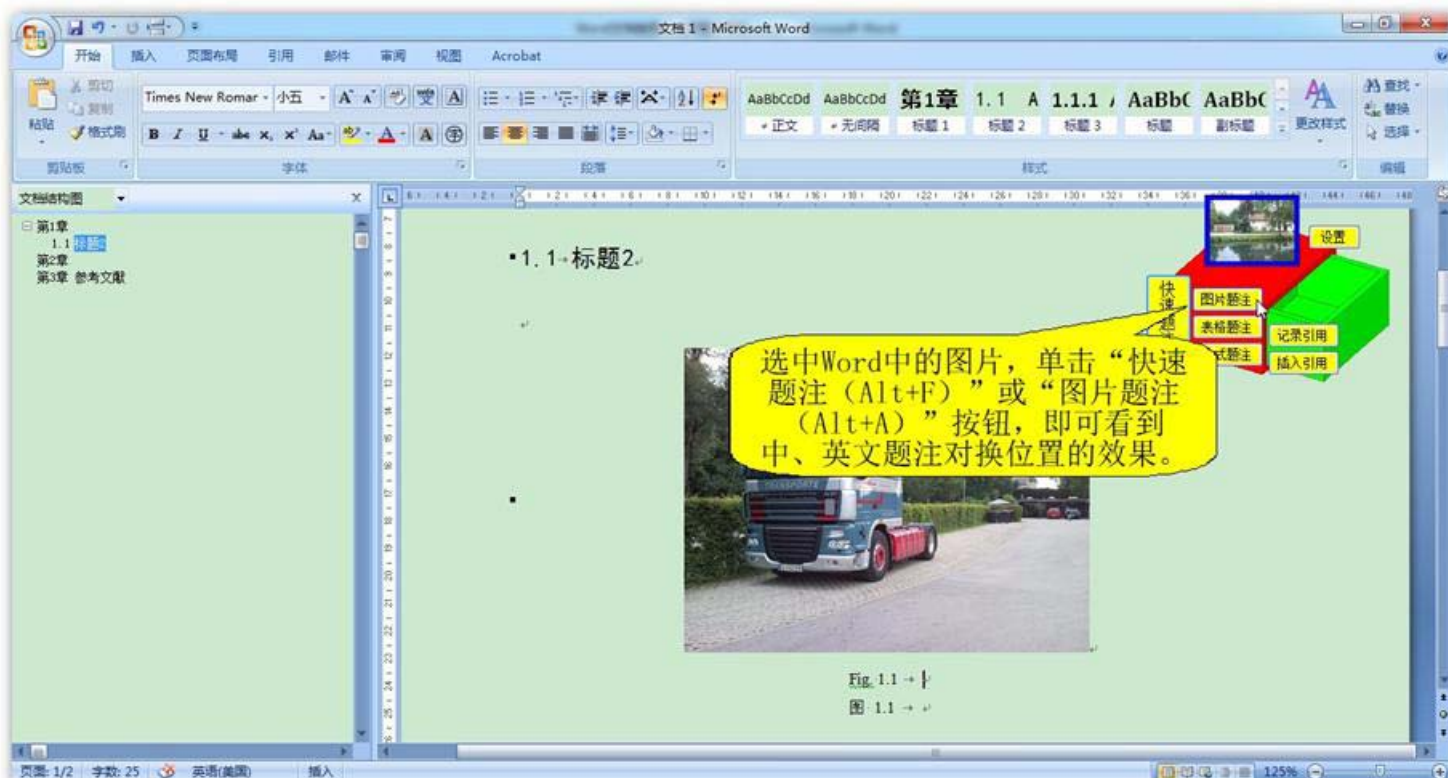 文档 1 - Microsoft Word
开始 插入 页面布局 引用 邮件 审阅 视图 Acrobat
剪切
复制
粘贴
格式刷
剪贴板
Times New Romar 小五
B I U abc x₂ x² Aa
字体
段落
AaBbCcDd AaBbCcDd 第1章 1.1 A 1.1.1 AaBbC AaBbC
正文 无间隔 标题 1 标题 2 标题 3 标题 副标题
更改样式
样式
查找
替换
选择
编辑
文档结构图
第1章
1.1 标题2
第2章
第3章 参考文献
1.1 标题2
设置
快速题
图片题注
表格题注
式题注
记录引用
插入引用
选中Word中的图片，单击“快速
题注（Alt+F）”或“图片题注
（Alt+A）”按钮，即可看到
中、英文题注对换位置的效果。
Fig. 1.1
图 1.1
页面: 1/2 字数: 25 英语(美国) 插入 125%